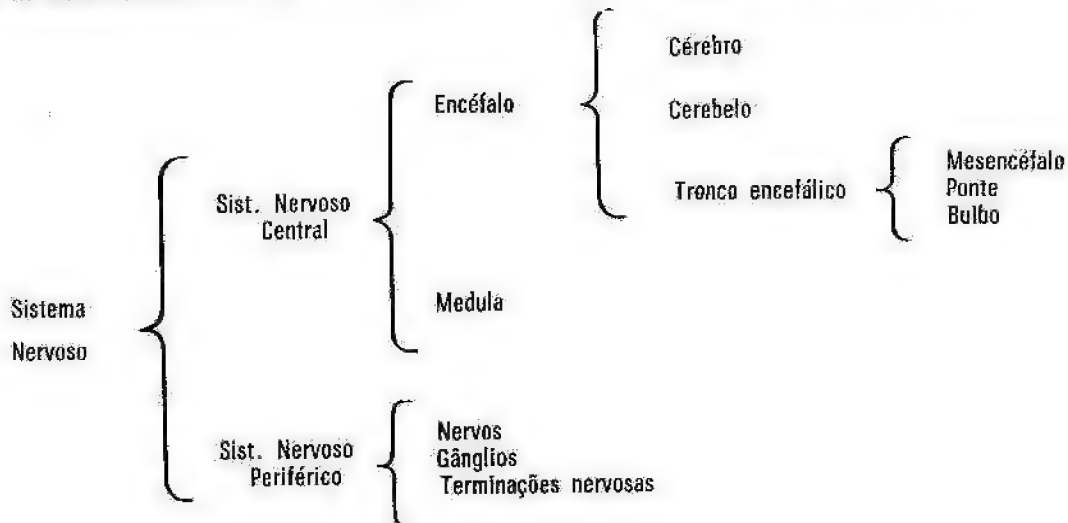 Sistema
Nervoso
Sist. Nervoso
Central
Encéfalo
Cérebro
Cerebelo
Tronco encefálico
Mesencéfalo
Ponte
Bulbo
Medula
Sist. Nervoso
Periférico
Nervos
Gânglios
Terminações nervosas